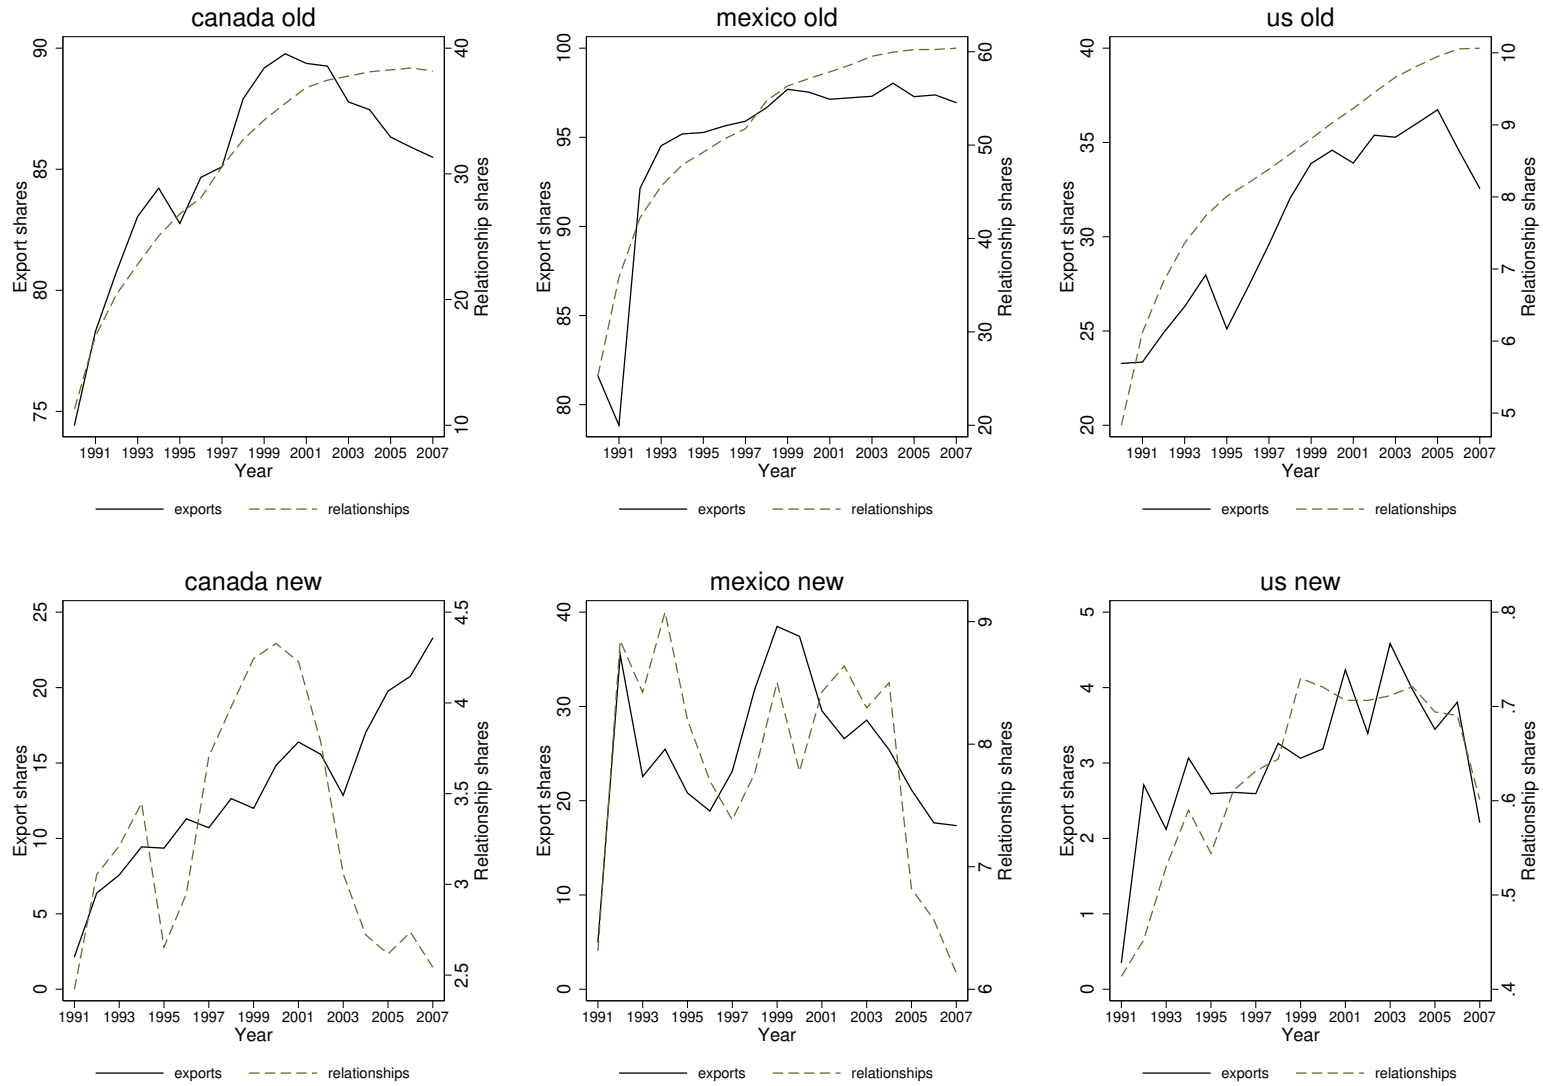 canada old
mexico old
us old
Export shares
75 80 85 90
Relationship shares
10 20 30 40
1991 1993 1995 1997 1999 2001 2003 2005 2007
Year
exports relationships
Export shares
80 85 90 95 100
Relationship shares
20 30 40 50 60
1991 1993 1995 1997 1999 2001 2003 2005 2007
Year
exports relationships
Export shares
20 25 30 35 40
Relationship shares
5 6 7 8 9 10
1991 1993 1995 1997 1999 2001 2003 2005 2007
Year
exports relationships
canada new
mexico new
us new
Export shares
0 5 10 15 20 25
Relationship shares
2.5 3 3.5 4 4.5
1991 1993 1995 1997 1999 2001 2003 2005 2007
Year
exports relationships
Export shares
0 10 20 30 40
Relationship shares
6 7 8 9
1991 1993 1995 1997 1999 2001 2003 2005 2007
Year
exports relationships
Export shares
0 1 2 3 4 5
Relationship shares
.4 .5 .6 .7 .8
1991 1993 1995 1997 1999 2001 2003 2005 2007
Year
exports relationships